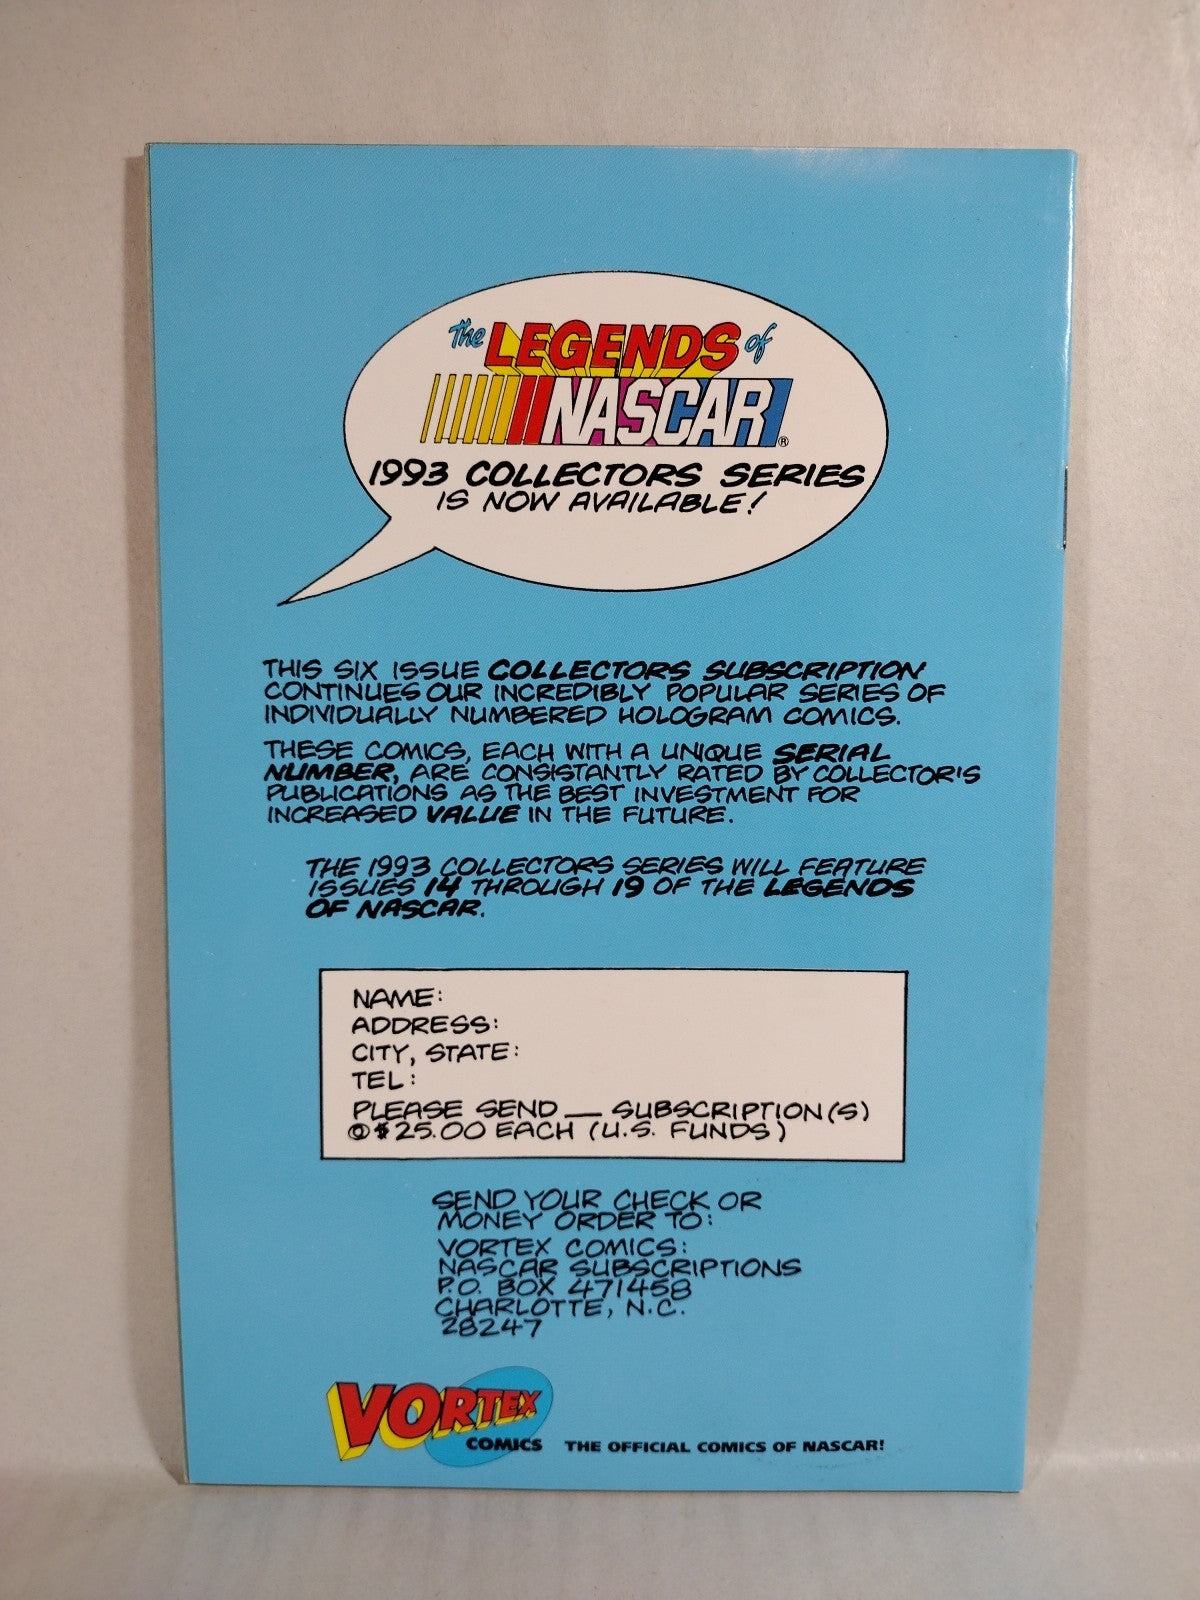 The LEGENDS of
NASCAR®
1993 COLLECTORS SERIES
IS NOW AVAILABLE!
THIS SIX ISSUE COLLECTORS SUBSCRIPTION
CONTINUES OUR INCREDIBLY POPULAR SERIES OF
INDIVIDUALLY NUMBERED HOLOGRAM COMICS.
THESE COMICS, EACH WITH A UNIQUE SERIAL
NUMBER, ARE CONSISTANTLY RATED BY COLLECTOR'S
PUBLICATIONS AS THE BEST INVESTMENT FOR
INCREASED VALUE IN THE FUTURE.
THE 1993 COLLECTORS SERIES WILL FEATURE
ISSUES 14 THROUGH 19 OF THE LEGENDS
OF NASCAR.
NAME:
ADDRESS:
CITY, STATE:
TEL:
PLEASE SEND __ SUBSCRIPTION(S)
@ $25.00 EACH (U.S. FUNDS)
SEND YOUR CHECK OR
MONEY ORDER TO:
VORTEX COMICS:
NASCAR SUBSCRIPTIONS
P.O. BOX 471458
CHARLOTTE, N.C.
28247
VORTEX
COMICS THE OFFICIAL COMICS OF NASCAR!